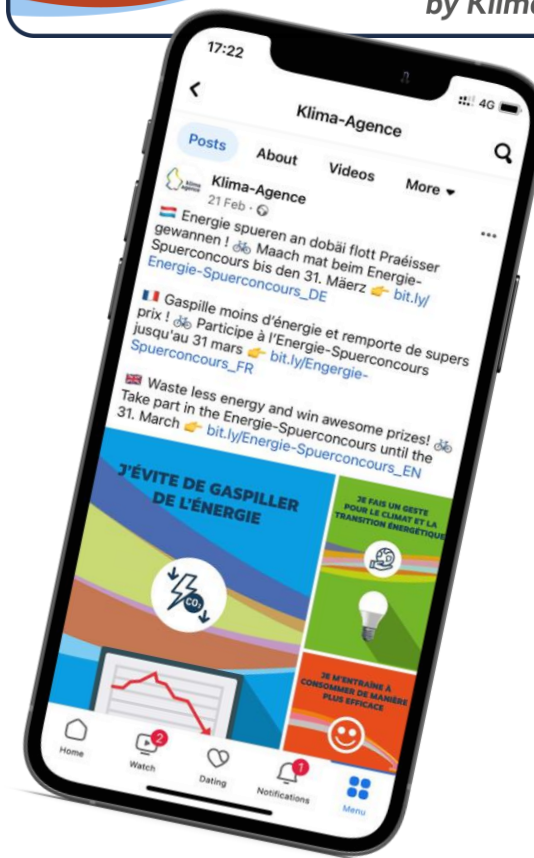 by Klima
17:22
4G
Klima-Agence
Posts About Videos More
klima agence
Klima-Agence
21 Feb ·
Energie spueren an dobäi flott Praéisser
gewannen ! Maach mat beim Energie-
Spuerconcours bis den 31. Mäerz 👉 bit.ly/
Energie-Spuerconcours_DE
Gaspille moins d'énergie et remporte de supers
prix ! Participe à l'Energie-Spuerconcours
jusqu'au 31 mars 👉 bit.ly/Engergie-
Spuerconcours_FR
Waste less energy and win awesome prizes!
Take part in the Energie-Spuerconcours until the
31. March 👉 bit.ly/Energie-Spuerconcours_EN
J'ÉVITE DE GASPILLER
DE L'ÉNERGIE
CO₂
JE FAIS UN GESTE
POUR LE CLIMAT ET LA
TRANSITION ÉNERGÉTIQUE
JE M'ENTRAÎNE À
CONSOMMER DE MANIÈRE
PLUS EFFICACE
2
1
Home
Watch
Dating
Notifications
Menu